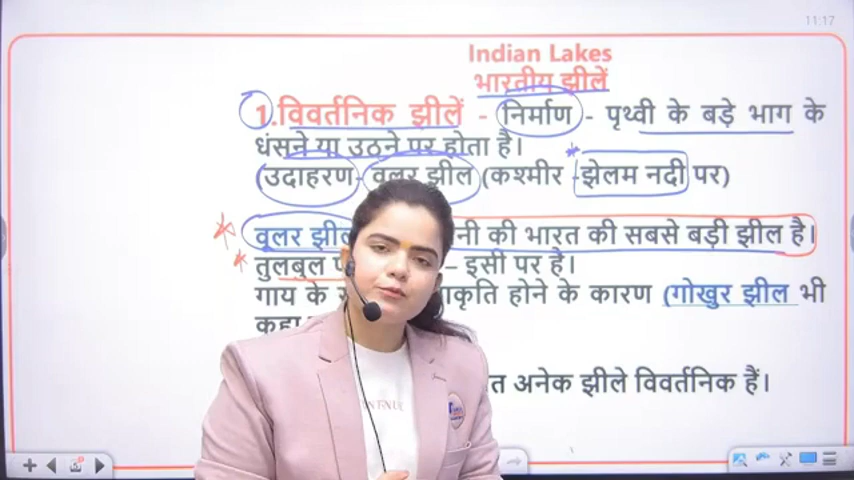 11:17
Indian Lakes
भारतीय झीलें
1.विवर्तनिक झीलें - निर्माण - पृथ्वी के बड़े भाग के
धंसने या उठने पर होता है।
(उदाहरण- वूलर झील (कश्मीर -झेलम नदी पर)
वूलर झील की भारत की सबसे बड़ी झील है।
तुलबुल – इसी पर है।
गाय के होने के कारण (गोखुर झील भी
कहा
अनेक झीले विवर्तनिक हैं।